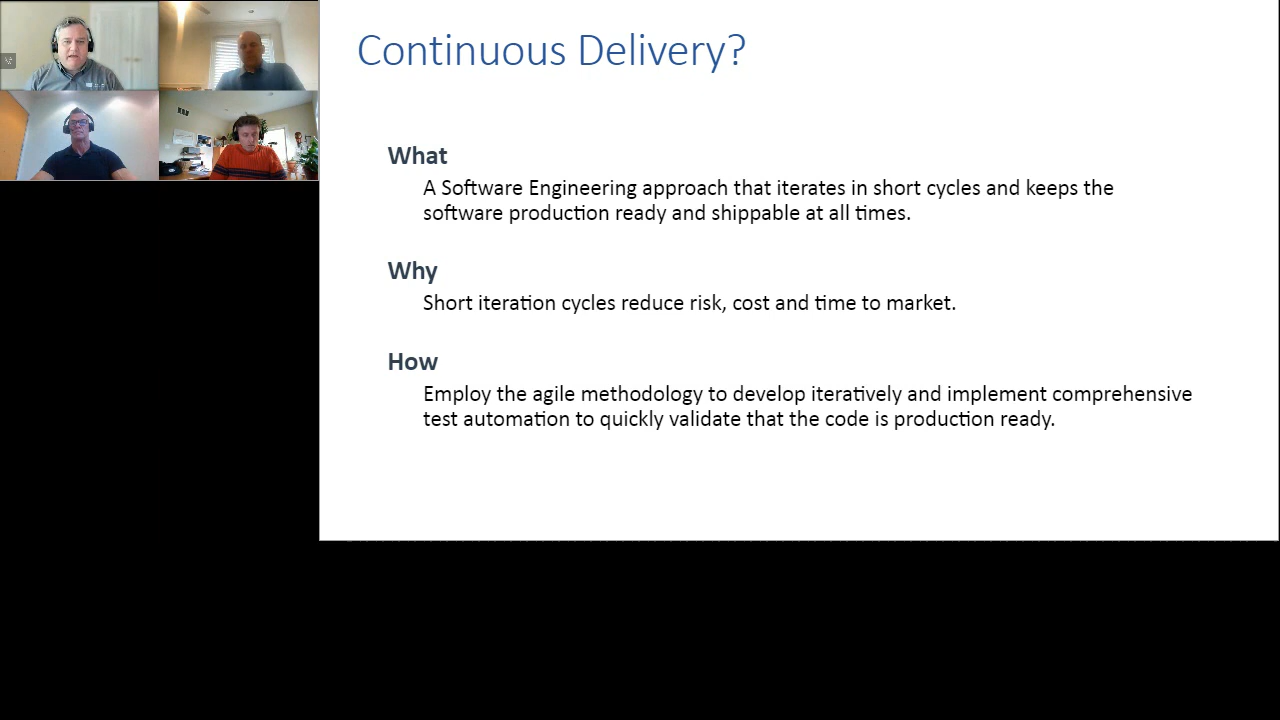 Continuous Delivery?
What
A Software Engineering approach that iterates in short cycles and keeps the
software production ready and shippable at all times.
Why
Short iteration cycles reduce risk, cost and time to market.
How
Employ the agile methodology to develop iteratively and implement comprehensive
test automation to quickly validate that the code is production ready.